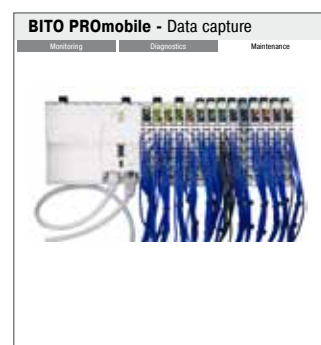 BITO PROmobile - Data capture
Monitoring Diagnostics Maintenance